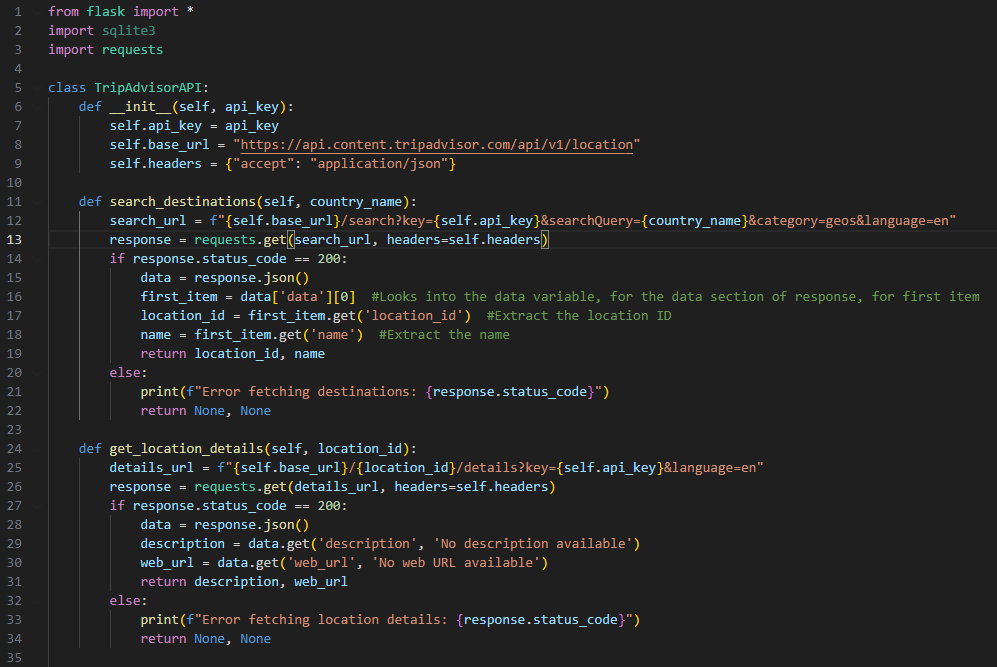 1 from flask import *
2 import sqlite3
3 import requests
4
5 class TripAdvisorAPI:
6     def __init__(self, api_key):
7         self.api_key = api_key
8         self.base_url = "https://api.content.tripadvisor.com/api/v1/location"
9         self.headers = {"accept": "application/json"}
10
11     def search_destinations(self, country_name):
12         search_url = f"{self.base_url}/search?key={self.api_key}&searchQuery={country_name}&category=geos&language=en"
13         response = requests.get(search_url, headers=self.headers)
14         if response.status_code == 200:
15             data = response.json()
16             first_item = data['data'][0]  #Looks into the data variable, for the data section of response, for first item
17             location_id = first_item.get('location_id')  #Extract the location ID
18             name = first_item.get('name')  #Extract the name
19             return location_id, name
20         else:
21             print(f"Error fetching destinations: {response.status_code}")
22             return None, None
23
24     def get_location_details(self, location_id):
25         details_url = f"{self.base_url}/{location_id}/details?key={self.api_key}&language=en"
26         response = requests.get(details_url, headers=self.headers)
27         if response.status_code == 200:
28             data = response.json()
29             description = data.get('description', 'No description available')
30             web_url = data.get('web_url', 'No web URL available')
31             return description, web_url
32         else:
33             print(f"Error fetching location details: {response.status_code}")
34             return None, None
35